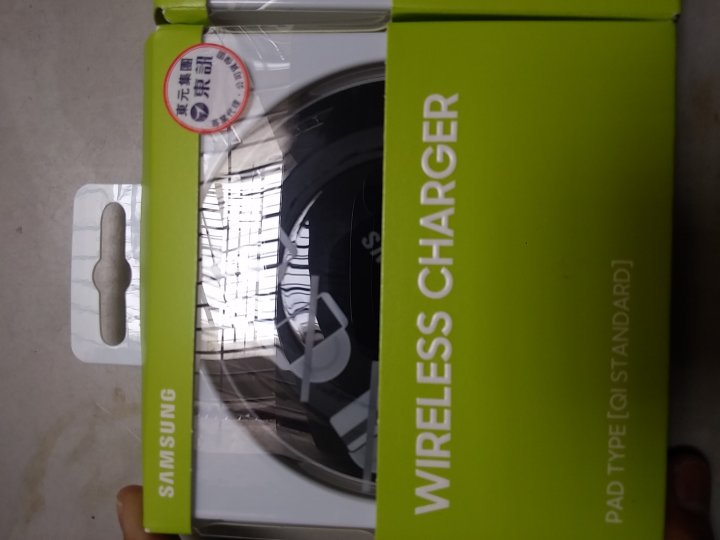 SAMSUNG
東元集團
東訊
WIRELESS CHARGER
PAD TYPE [QI STANDARD]